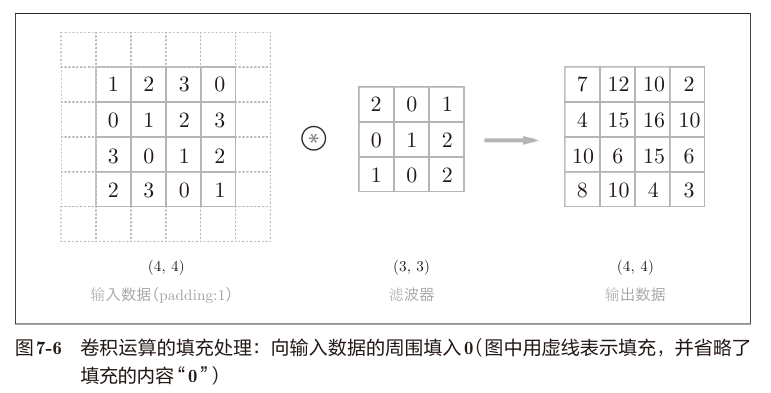 1 2 3 0
0 1 2 3
3 0 1 2
2 3 0 1
(4, 4)
输入数据(padding:1)
*
2 0 1
0 1 2
1 0 2
(3, 3)
滤波器
7 12 10 2
4 15 16 10
10 6 15 6
8 10 4 3
(4, 4)
输出数据
图7-6 卷积运算的填充处理：向输入数据的周围填入0(图中用虚线表示填充，并省略了
填充的内容“0”)